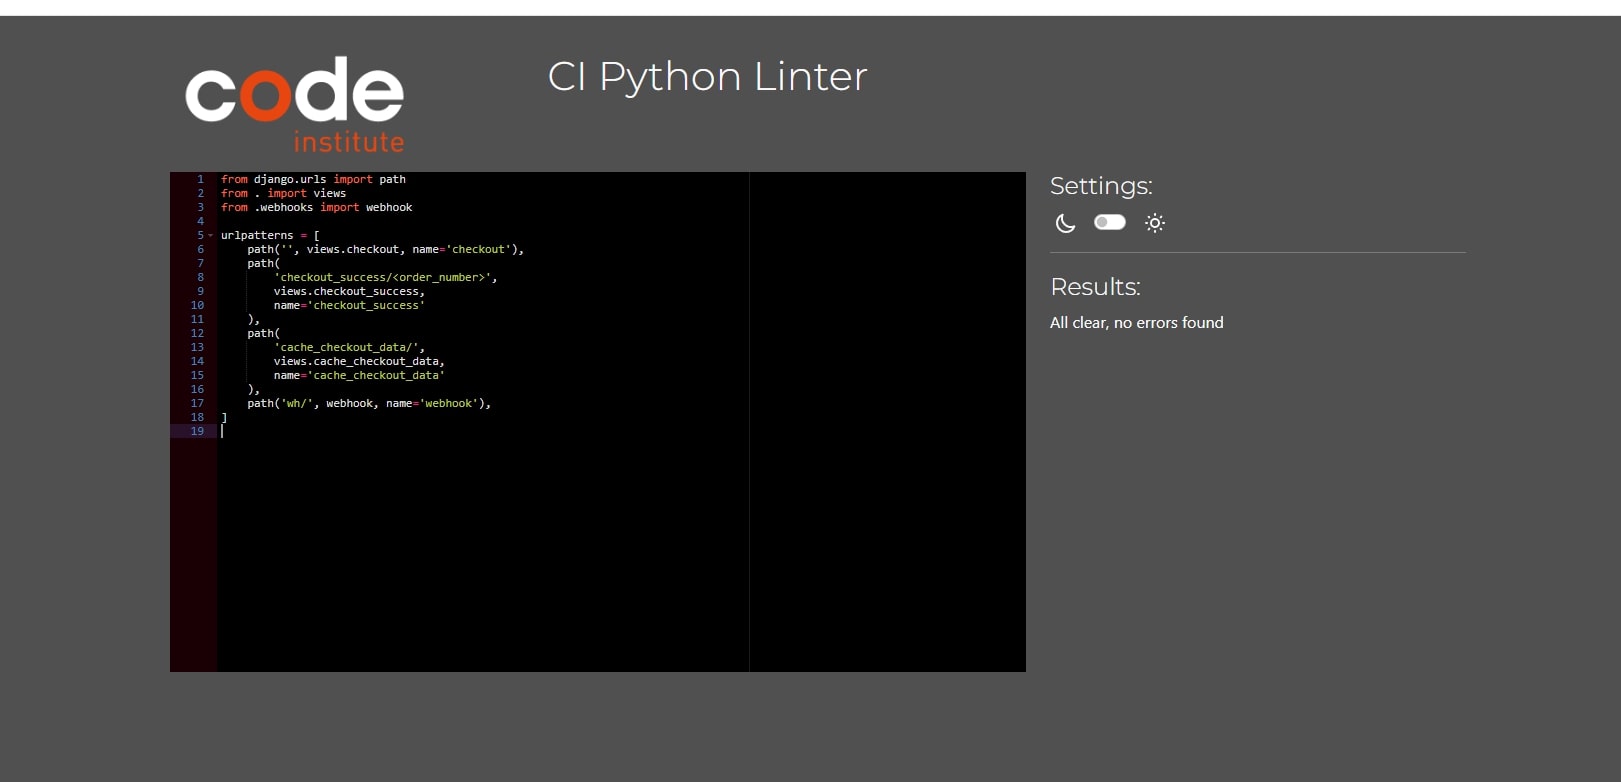 code
institute
CI Python Linter
1 from django.urls import path
2 from . import views
3 from .webhooks import webhook
4
5 urlpatterns = [
6     path('', views.checkout, name='checkout'),
7     path(
8         'checkout_success/<order_number>',
9         views.checkout_success,
10         name='checkout_success'
11     ),
12     path(
13         'cache_checkout_data/',
14         views.cache_checkout_data,
15         name='cache_checkout_data'
16     ),
17     path('wh/', webhook, name='webhook'),
18 ]
19
Settings:
Results:
All clear, no errors found